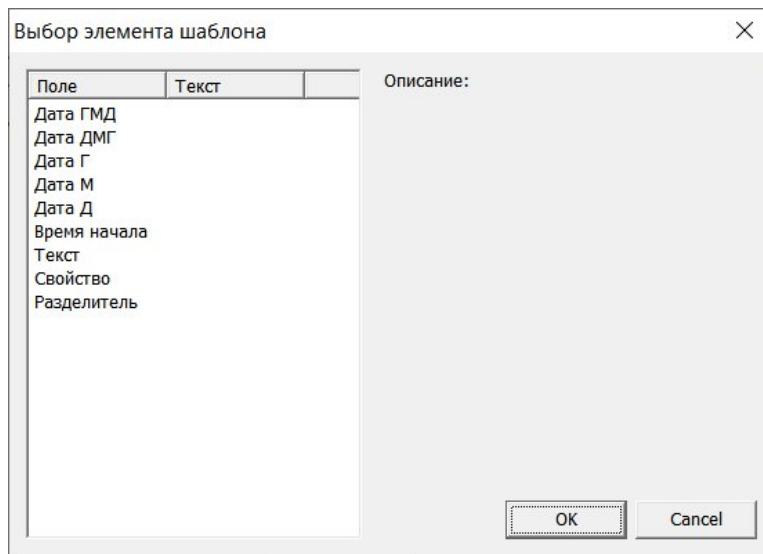 Выбор элемента шаблона
Поле Текст
Описание:
Дата ГМД
Дата ДМГ
Дата Г
Дата М
Дата Д
Время начала
Текст
Свойство
Разделитель
OK Cancel